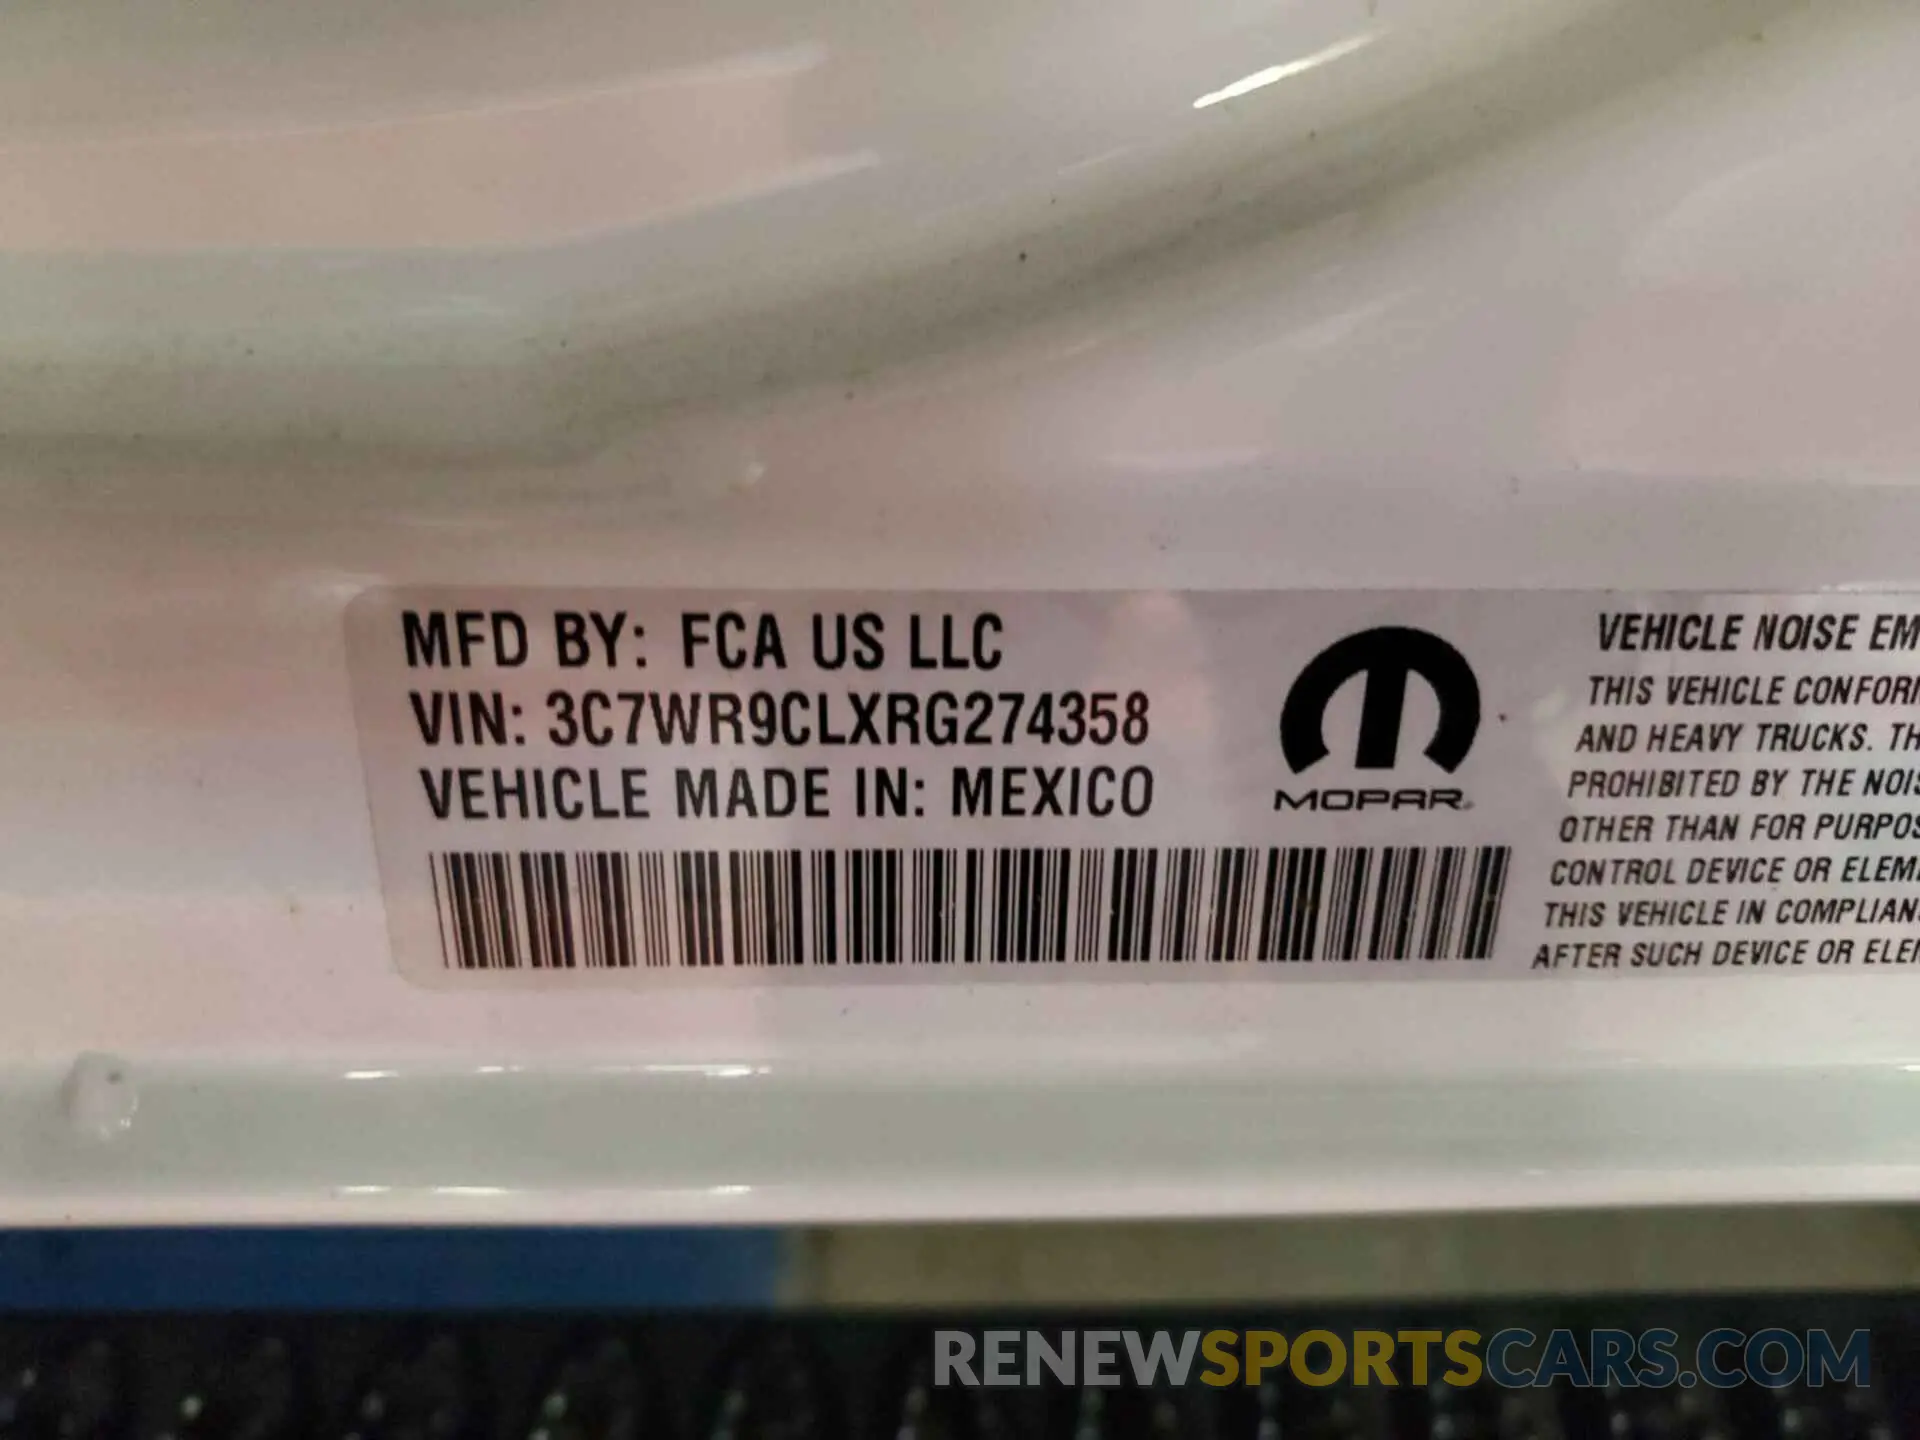 MFD BY: FCA US LLC
VIN: 3C7WR9CLXRG274358
VEHICLE MADE IN: MEXICO
MOPAR
VEHICLE NOISE EM
THIS VEHICLE CONFORM
AND HEAVY TRUCKS. TH
PROHIBITED BY THE NOIS
OTHER THAN FOR PURPOS
CONTROL DEVICE OR ELEM
THIS VEHICLE IN COMPLIAN
AFTER SUCH DEVICE OR ELEM
RENEWSPORTSCARS.COM